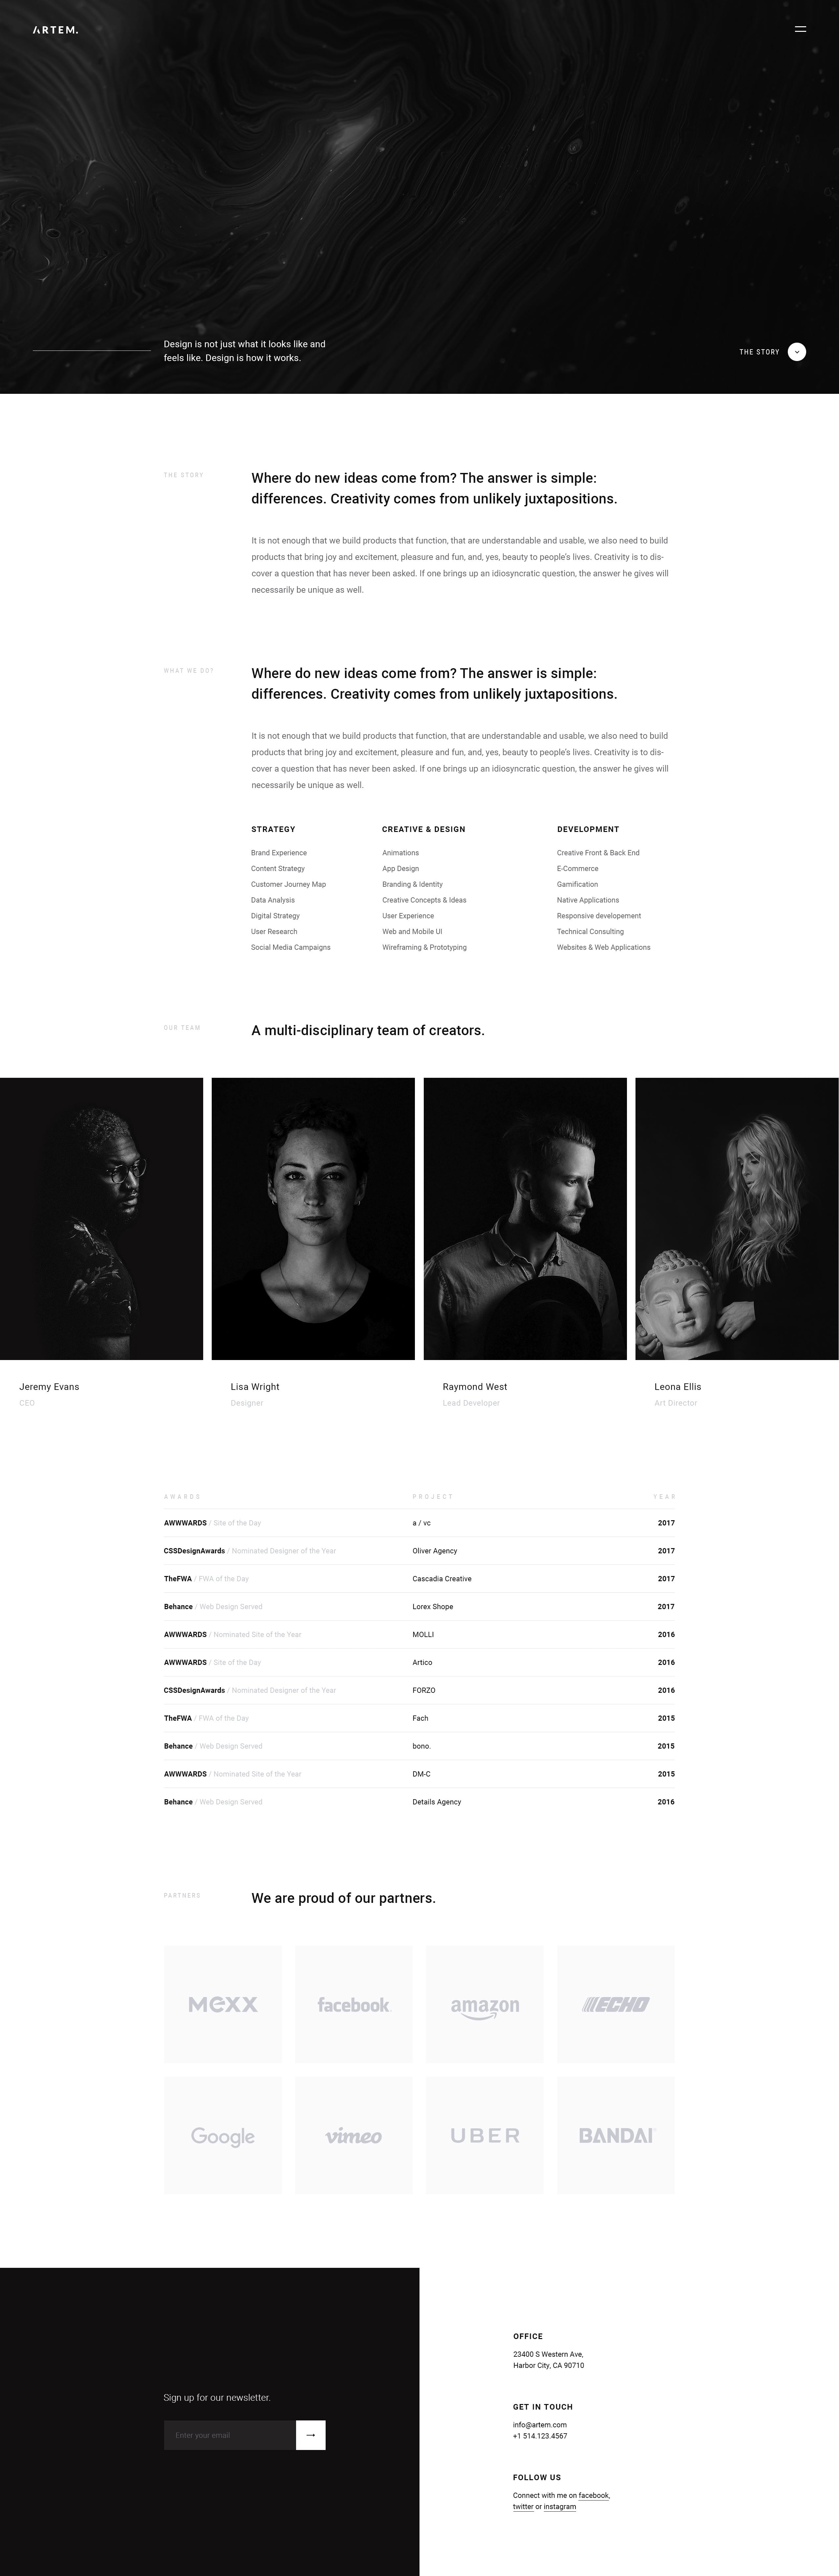 ARTEM.
Design is not just what it looks like and
feels like. Design is how it works.
THE STORY
THE STORY
Where do new ideas come from? The answer is simple:
differences. Creativity comes from unlikely juxtapositions.
It is not enough that we build products that function, that are understandable and usable, we also need to build
products that bring joy and excitement, pleasure and fun, and, yes, beauty to people's lives. Creativity is to dis-
cover a question that has never been asked. If one brings up an idiosyncratic question, the answer he gives will
necessarily be unique as well.
WHAT WE DO?
Where do new ideas come from? The answer is simple:
differences. Creativity comes from unlikely juxtapositions.
It is not enough that we build products that function, that are understandable and usable, we also need to build
products that bring joy and excitement, pleasure and fun, and, yes, beauty to people's lives. Creativity is to dis-
cover a question that has never been asked. If one brings up an idiosyncratic question, the answer he gives will
necessarily be unique as well.
STRATEGY
Brand Experience
Content Strategy
Customer Journey Map
Data Analysis
Digital Strategy
User Research
Social Media Campaigns
CREATIVE & DESIGN
Animations
App Design
Branding & Identity
Creative Concepts & Ideas
User Experience
Web and Mobile UI
Wireframing & Prototyping
DEVELOPMENT
Creative Front & Back End
E-Commerce
Gamification
Native Applications
Responsive developement
Technical Consulting
Websites & Web Applications
OUR TEAM
A multi-disciplinary team of creators.
Jeremy Evans
CEO
Lisa Wright
Designer
Raymond West
Lead Developer
Leona Ellis
Art Director
AWARDS PROJECT YEAR
AWWWARDS / Site of the Day a / vc 2017
CSSDesignAwards / Nominated Designer of the Year Oliver Agency 2017
TheFWA / FWA of the Day Cascadia Creative 2017
Behance / Web Design Served Lorex Shope 2017
AWWWARDS / Nominated Site of the Year MOLLI 2016
AWWWARDS / Site of the Day Artico 2016
CSSDesignAwards / Nominated Designer of the Year FORZO 2016
TheFWA / FWA of the Day Fach 2015
Behance / Web Design Served bono. 2015
AWWWARDS / Nominated Site of the Year DM-C 2015
Behance / Web Design Served Details Agency 2016
PARTNERS
We are proud of our partners.
MEXX facebook amazon ECHO
Google vimeo UBER BANDAI
Sign up for our newsletter.
Enter your email
OFFICE
23400 S Western Ave,
Harbor City, CA 90710
GET IN TOUCH
info@artem.com
+1 514.123.4567
FOLLOW US
Connect with me on facebook,
twitter or instagram